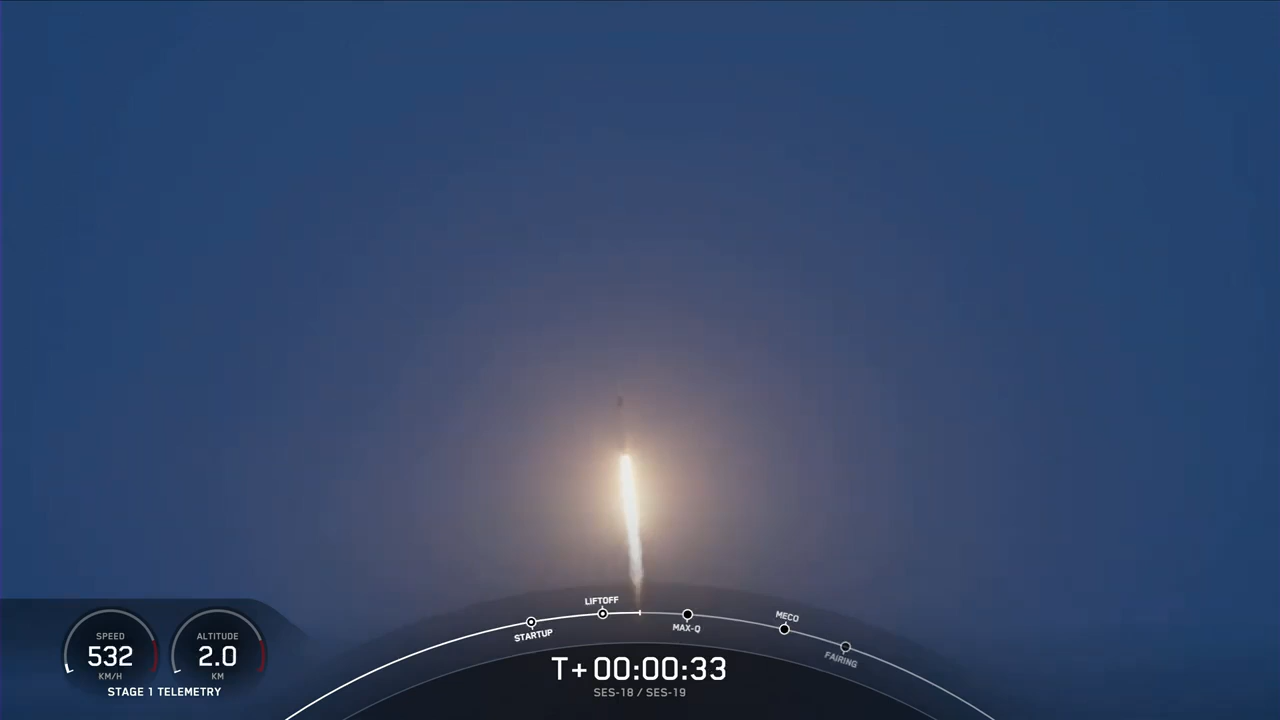 LIFTOFF
STARTUP
MAX-Q
MECO
FAIRING
SPEED
532
KM/H
ALTITUDE
2.0
KM
STAGE 1 TELEMETRY
T+00:00:33
SES-18 / SES-19